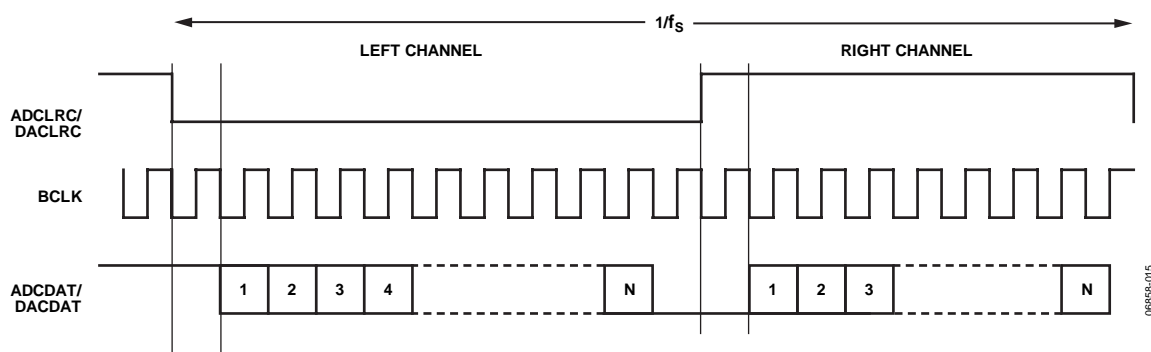 1/fS
LEFT CHANNEL
RIGHT CHANNEL
ADCLRC/
DACLRC
BCLK
ADCDAT/
DACDAT
1 2 3 4 N 1 2 3 N
06858-015